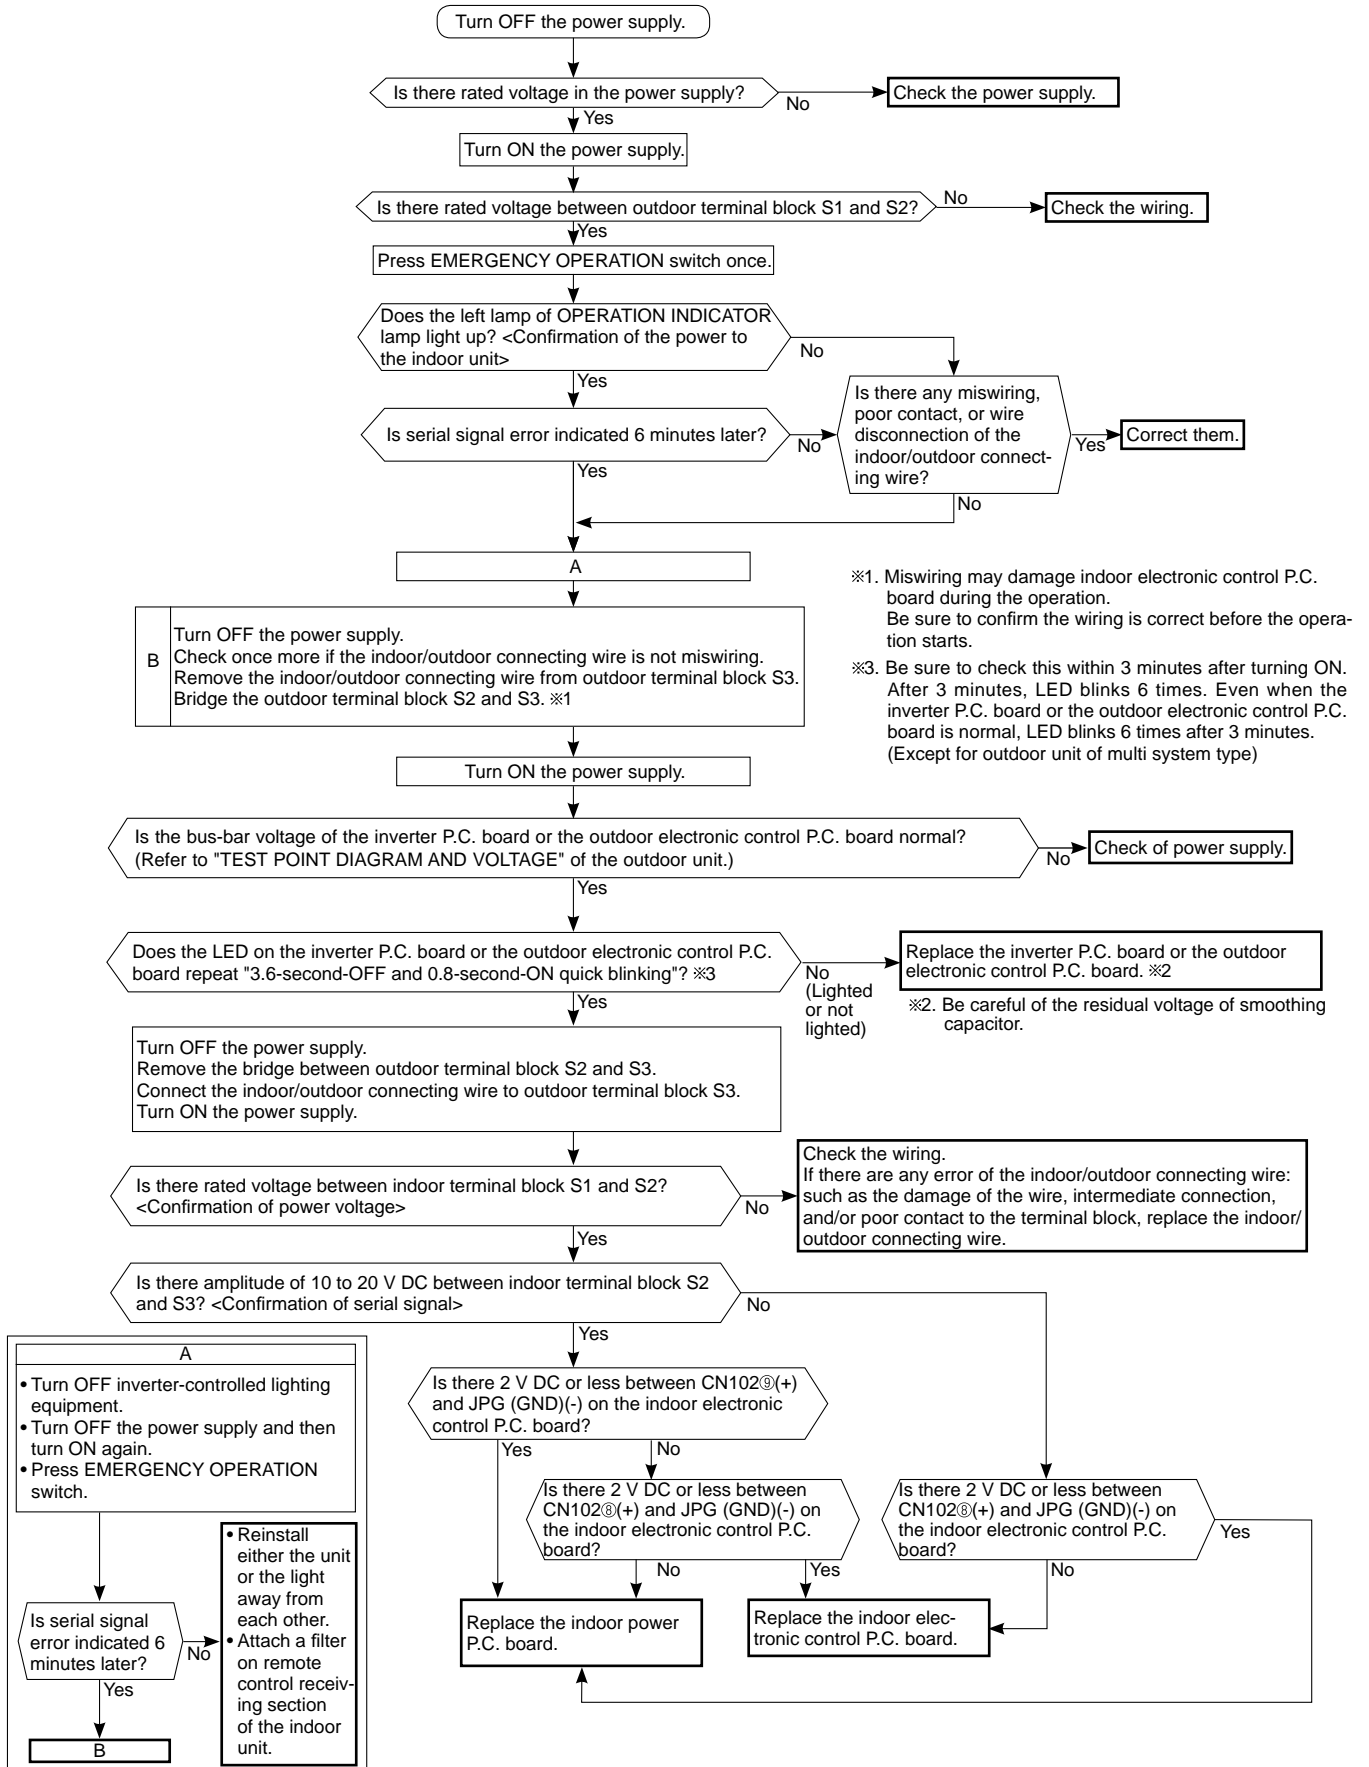 Turn OFF the power supply.
Is there rated voltage in the power supply?
No
Check the power supply.
Yes
Turn ON the power supply.
Is there rated voltage between outdoor terminal block S1 and S2?
No
Check the wiring.
Yes
Press EMERGENCY OPERATION switch once.
Does the left lamp of OPERATION INDICATOR
lamp light up? <Confirmation of the power to
the indoor unit>
No
Yes
Is there any miswiring,
poor contact, or wire
disconnection of the
indoor/outdoor connect-
ing wire?
Yes
Correct them.
Is serial signal error indicated 6 minutes later?
No
Yes
No
A
※1. Miswiring may damage indoor electronic control P.C.
board during the operation.
Be sure to confirm the wiring is correct before the opera-
tion starts.
※3. Be sure to check this within 3 minutes after turning ON.
After 3 minutes, LED blinks 6 times. Even when the
inverter P.C. board or the outdoor electronic control P.C.
board is normal, LED blinks 6 times after 3 minutes.
(Except for outdoor unit of multi system type)
B
Turn OFF the power supply.
Check once more if the indoor/outdoor connecting wire is not miswiring.
Remove the indoor/outdoor connecting wire from outdoor terminal block S3.
Bridge the outdoor terminal block S2 and S3. ※1
Turn ON the power supply.
Is the bus-bar voltage of the inverter P.C. board or the outdoor electronic control P.C. board normal?
(Refer to "TEST POINT DIAGRAM AND VOLTAGE" of the outdoor unit.)
No
Check of power supply.
Yes
Does the LED on the inverter P.C. board or the outdoor electronic control P.C.
board repeat "3.6-second-OFF and 0.8-second-ON quick blinking"? ※3
No
(Lighted
or not
lighted)
Replace the inverter P.C. board or the outdoor
electronic control P.C. board. ※2
※2. Be careful of the residual voltage of smoothing
capacitor.
Yes
Turn OFF the power supply.
Remove the bridge between outdoor terminal block S2 and S3.
Connect the indoor/outdoor connecting wire to outdoor terminal block S3.
Turn ON the power supply.
Is there rated voltage between indoor terminal block S1 and S2?
<Confirmation of power voltage>
No
Check the wiring.
If there are any error of the indoor/outdoor connecting wire:
such as the damage of the wire, intermediate connection,
and/or poor contact to the terminal block, replace the indoor/
outdoor connecting wire.
Yes
Is there amplitude of 10 to 20 V DC between indoor terminal block S2
and S3? <Confirmation of serial signal>
No
Yes
Is there 2 V DC or less between CN102⑨(+)
and JPG (GND)(-) on the indoor electronic
control P.C. board?
Yes
No
Is there 2 V DC or less between
CN102⑧(+) and JPG (GND)(-) on
the indoor electronic control P.C.
board?
No
Yes
Is there 2 V DC or less between
CN102⑧(+) and JPG (GND)(-) on
the indoor electronic control P.C.
board?
Yes
No
Replace the indoor power
P.C. board.
Replace the indoor elec-
tronic control P.C. board.
A
• Turn OFF inverter-controlled lighting
equipment.
• Turn OFF the power supply and then
turn ON again.
• Press EMERGENCY OPERATION
switch.
Is serial signal
error indicated 6
minutes later?
No
Yes
B
• Reinstall
either the unit
or the light
away from
each other.
• Attach a filter
on remote
control receiv-
ing section
of the indoor
unit.